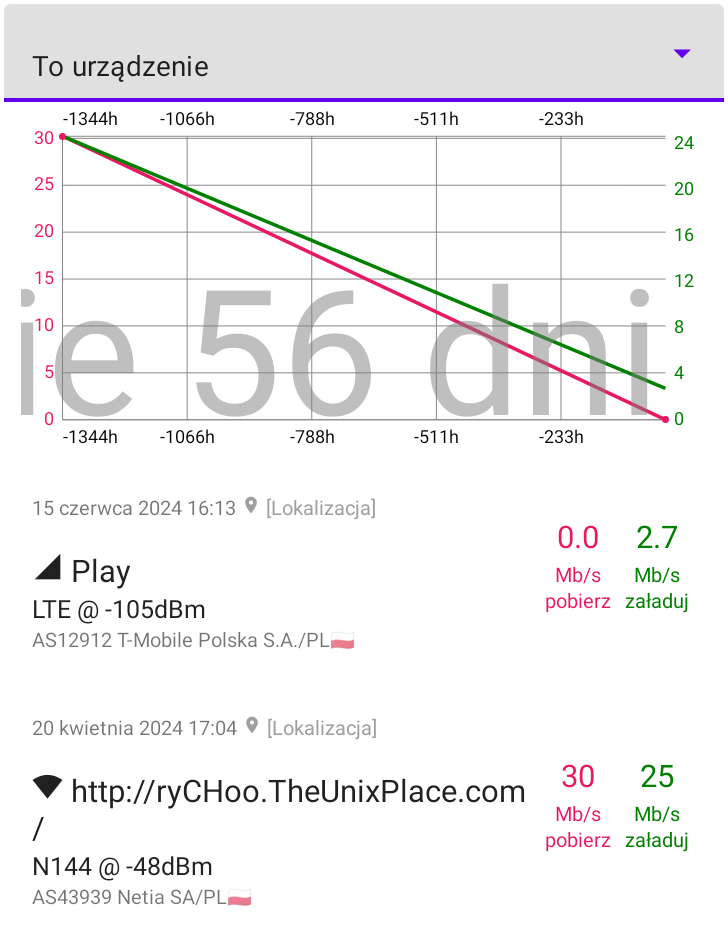 To urządzenie
-1344h -1066h -788h -511h -233h
30 24
25 20
20 16
15 12
10 8
5 4
0 0
ie 56 dni
-1344h -1066h -788h -511h -233h
15 czerwca 2024 16:13 [Lokalizacja]
0.0 2.7
Play
Mb/s Mb/s
pobierz załaduj
LTE @ -105dBm
AS12912 T-Mobile Polska S.A./PL🇵🇱
20 kwietnia 2024 17:04 [Lokalizacja]
30 25
http://ryCHoo.TheUnixPlace.com
/
Mb/s Mb/s
pobierz załaduj
N144 @ -48dBm
AS43939 Netia SA/PL🇵🇱